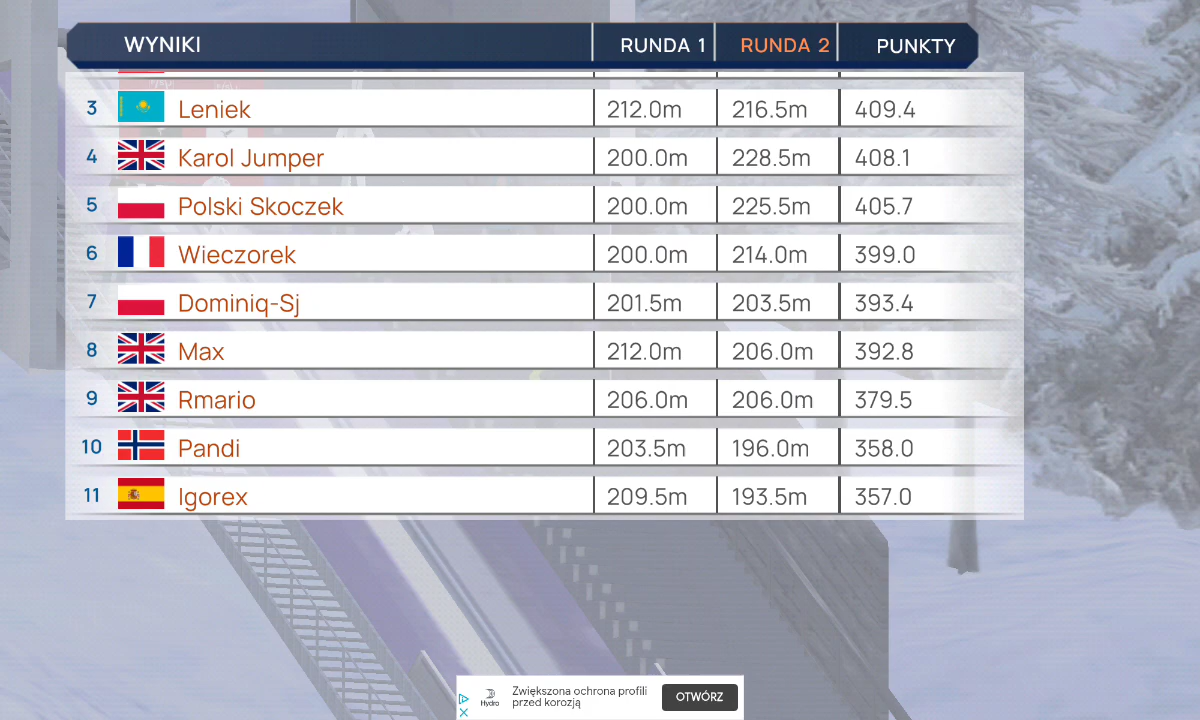 WYNIKI RUNDA 1 RUNDA 2 PUNKTY
3 Leniek 212.0m 216.5m 409.4
4 Karol Jumper 200.0m 228.5m 408.1
5 Polski Skoczek 200.0m 225.5m 405.7
6 Wieczorek 200.0m 214.0m 399.0
7 Dominiq-Sj 201.5m 203.5m 393.4
8 Max 212.0m 206.0m 392.8
9 Rmario 206.0m 206.0m 379.5
10 Pandi 203.5m 196.0m 358.0
11 Igorex 209.5m 193.5m 357.0
Hydro
Zwiększona ochrona profili
przed korozją
OTWÓRZ